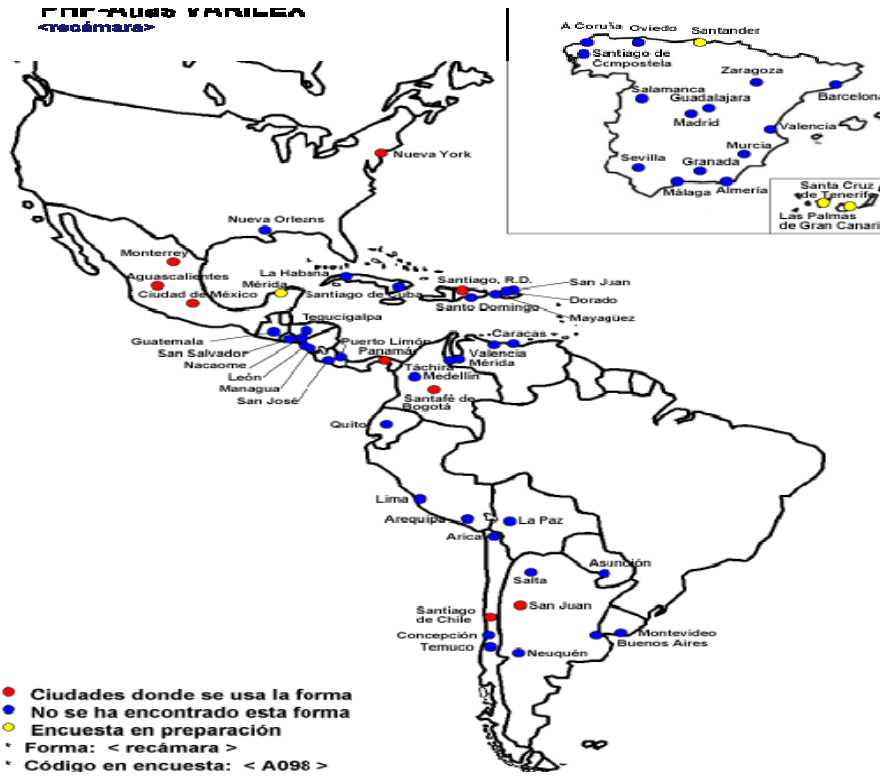 <recámara>
A Coruña
Oviedo
Santander
Santiago de
Compostela
Zaragoza
Salamanca
Guadalajara
Barcelona
Madrid
Valencia
Murcia
Sevilla
Granada
Málaga
Almería
Santa Cruz
de Tenerife
Las Palmas
de Gran Canari
Nueva York
Nueva Orleans
Monterrey
La Habana
Aguascalientes
Mérida
Ciudad de México
Santiago de Cuba
Santiago, R.D.
San Juan
Santo Domingo
Dorado
Mayagüez
Tegucigalpa
Guatemala
Puerto Limón
Caracas
San Salvador
Panamá
Valencia
Nacaome
Táchira
Mérida
León
Medellín
Managua
Santafé de
Bogotá
San José
Quito
Lima
Arequipa
La Paz
Arica
Asunción
Salta
Santiago
de Chile
San Juan
Concepción
Montevideo
Temuco
Buenos Aires
Neuquén
Ciudades donde se usa la forma
No se ha encontrado esta forma
Encuesta en preparación
* Forma: < recámara >
* Código en encuesta: < A098 >